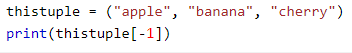 thistuple = ("apple", "banana", "cherry")
print(thistuple[-1])